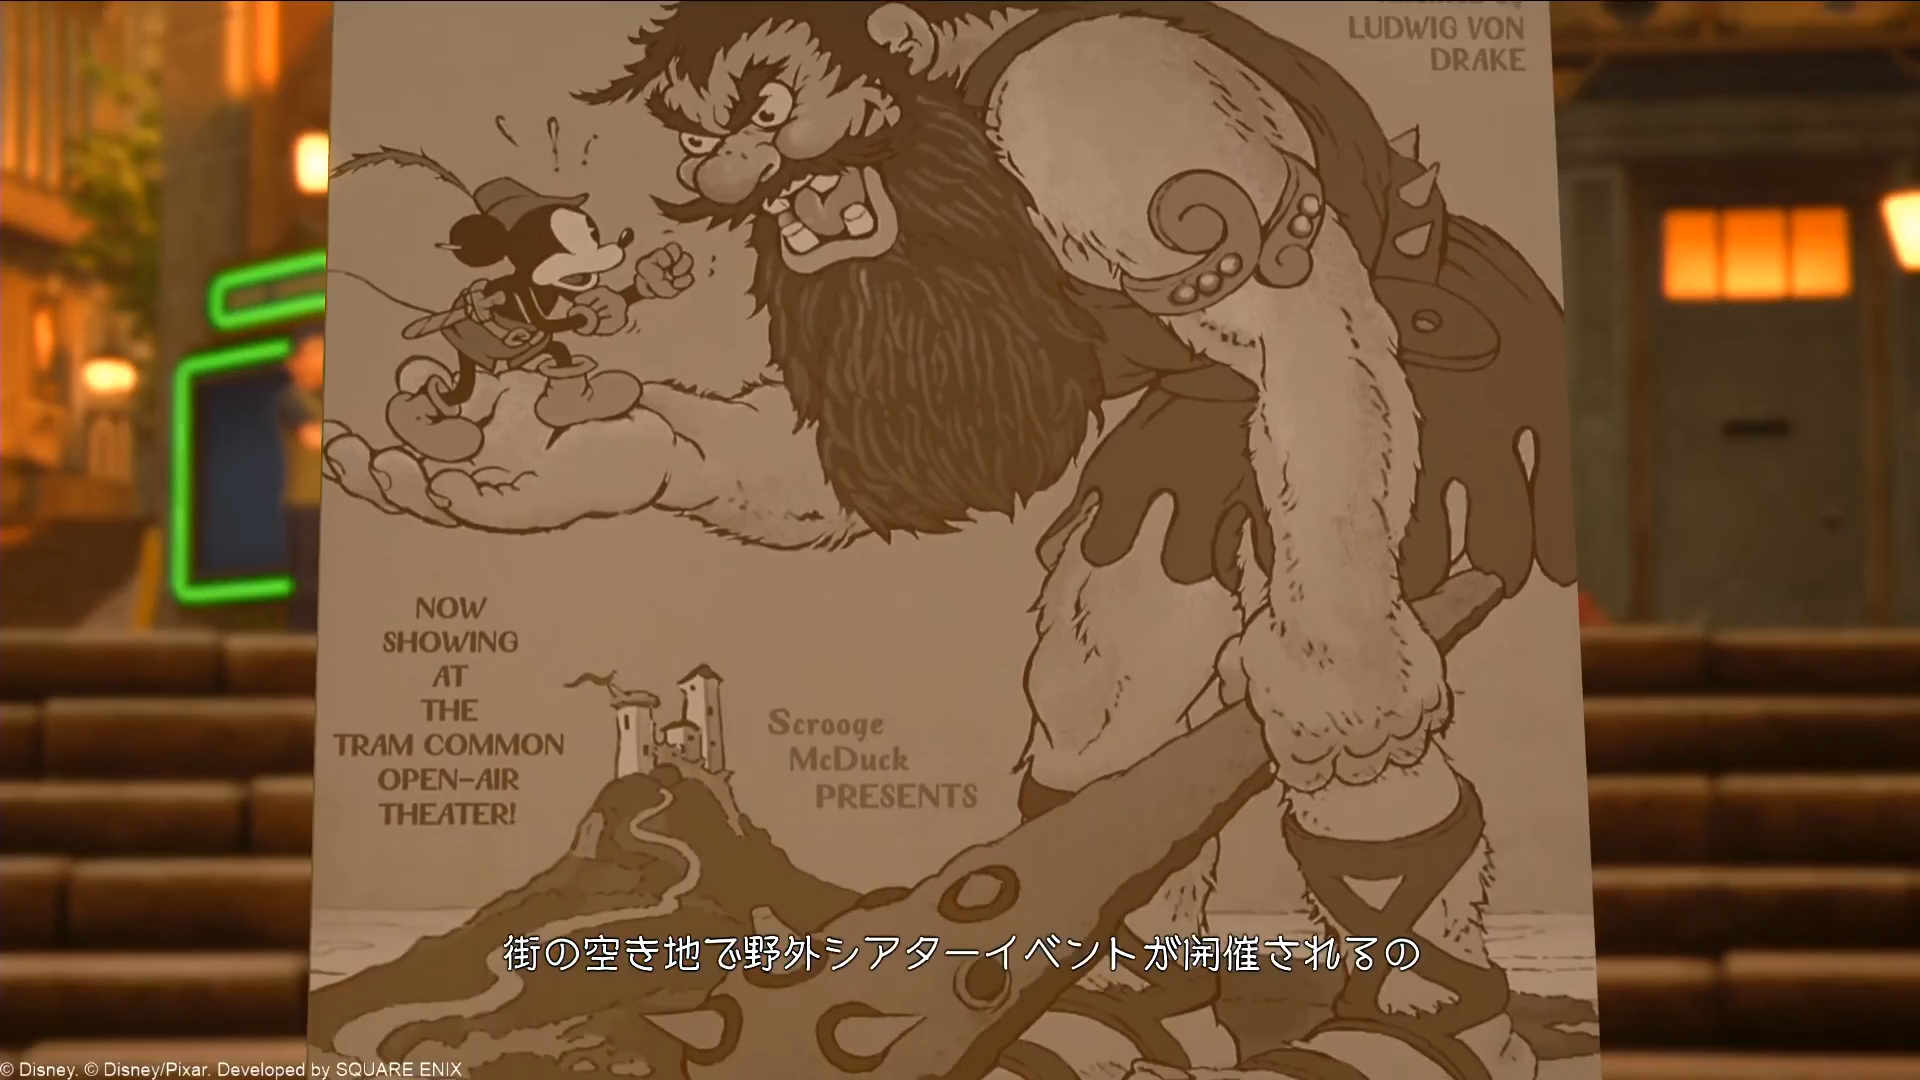 LUDWIG VON
DRAKE
NOW
SHOWING
AT
THE
TRAM COMMON
OPEN-AIR
THEATER!
Scrooge
McDuck
PRESENTS
街の空き地で野外シアターイベントが開催されるの
© Disney. © Disney/Pixar. Developed by SQUARE ENIX